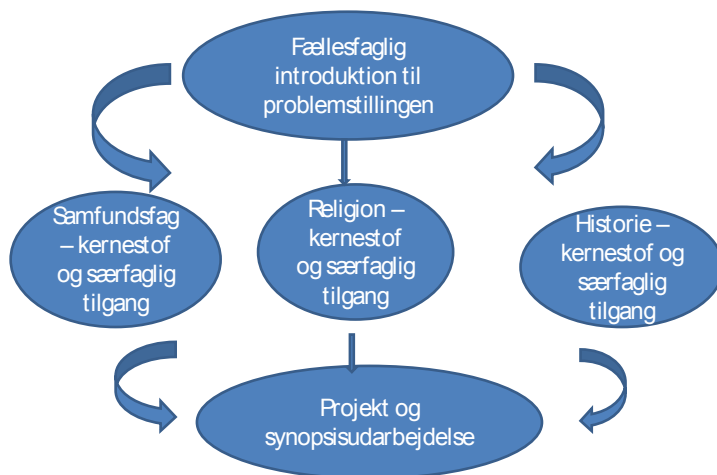 Fællesfaglig
introduktion til
problemstillingen
Samfundsfag
– kernestof
og særfaglig
tilgang
Religion –
kernestof
og særfaglig
tilgang
Historie –
kernestof og
særfaglig
tilgang
Projekt og
synopsisudarbejdelse